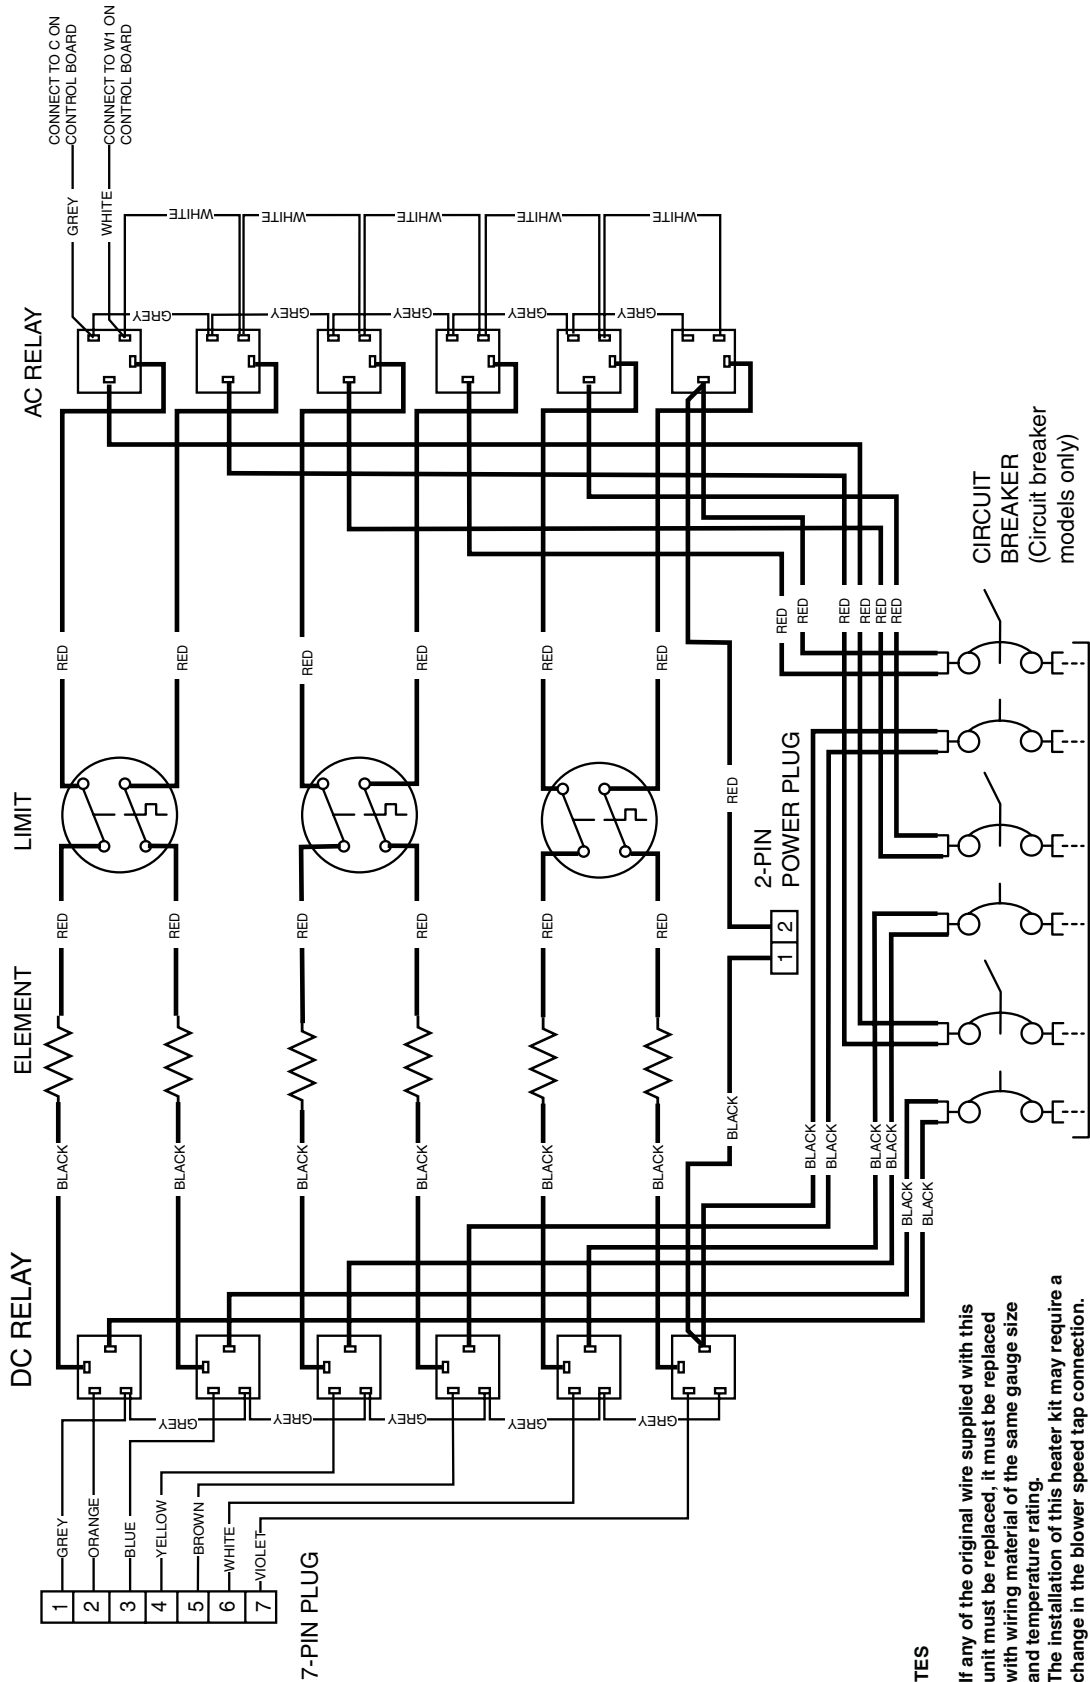 7-PIN PLUG
1
2
3
4
5
6
7
GREY
ORANGE
BLUE
YELLOW
BROWN
WHITE
VIOLET
DC RELAY
GREY
GREY
GREY
GREY
GREY
BLACK
BLACK
BLACK
BLACK
BLACK
BLACK
ELEMENT
RED
RED
RED
RED
RED
RED
LIMIT
RED
RED
RED
RED
RED
RED
AC RELAY
GREY
GREY
GREY
GREY
GREY
WHITE
WHITE
WHITE
WHITE
WHITE
GREY
CONNECT TO C ON
CONTROL BOARD
WHITE
CONNECT TO W1 ON
CONTROL BOARD
BLACK
1
2
2-PIN
POWER PLUG
RED
BLACK
BLACK
BLACK
BLACK
BLACK
BLACK
RED
RED
RED
RED
RED
RED
CIRCUIT
BREAKER
(Circuit breaker
models only)
TES
If any of the original wire supplied with this
unit must be replaced, it must be replaced
with wiring material of the same gauge size
and temperature rating.
The installation of this heater kit may require a
change in the blower speed tap connection.